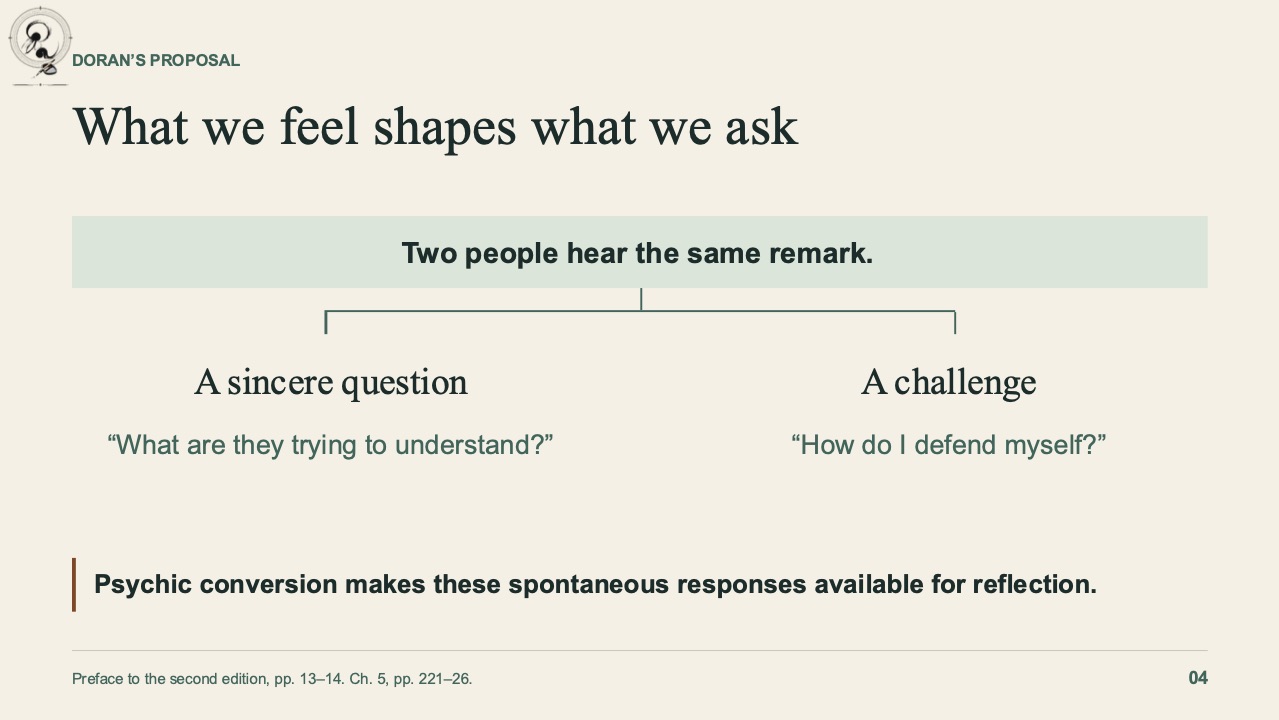 DORAN’S PROPOSAL
What we feel shapes what we ask
Two people hear the same remark.
A sincere question
A challenge
“What are they trying to understand?”
“How do I defend myself?”
Psychic conversion makes these spontaneous responses available for reflection.
Preface to the second edition, pp. 13–14. Ch. 5, pp. 221–26.
04